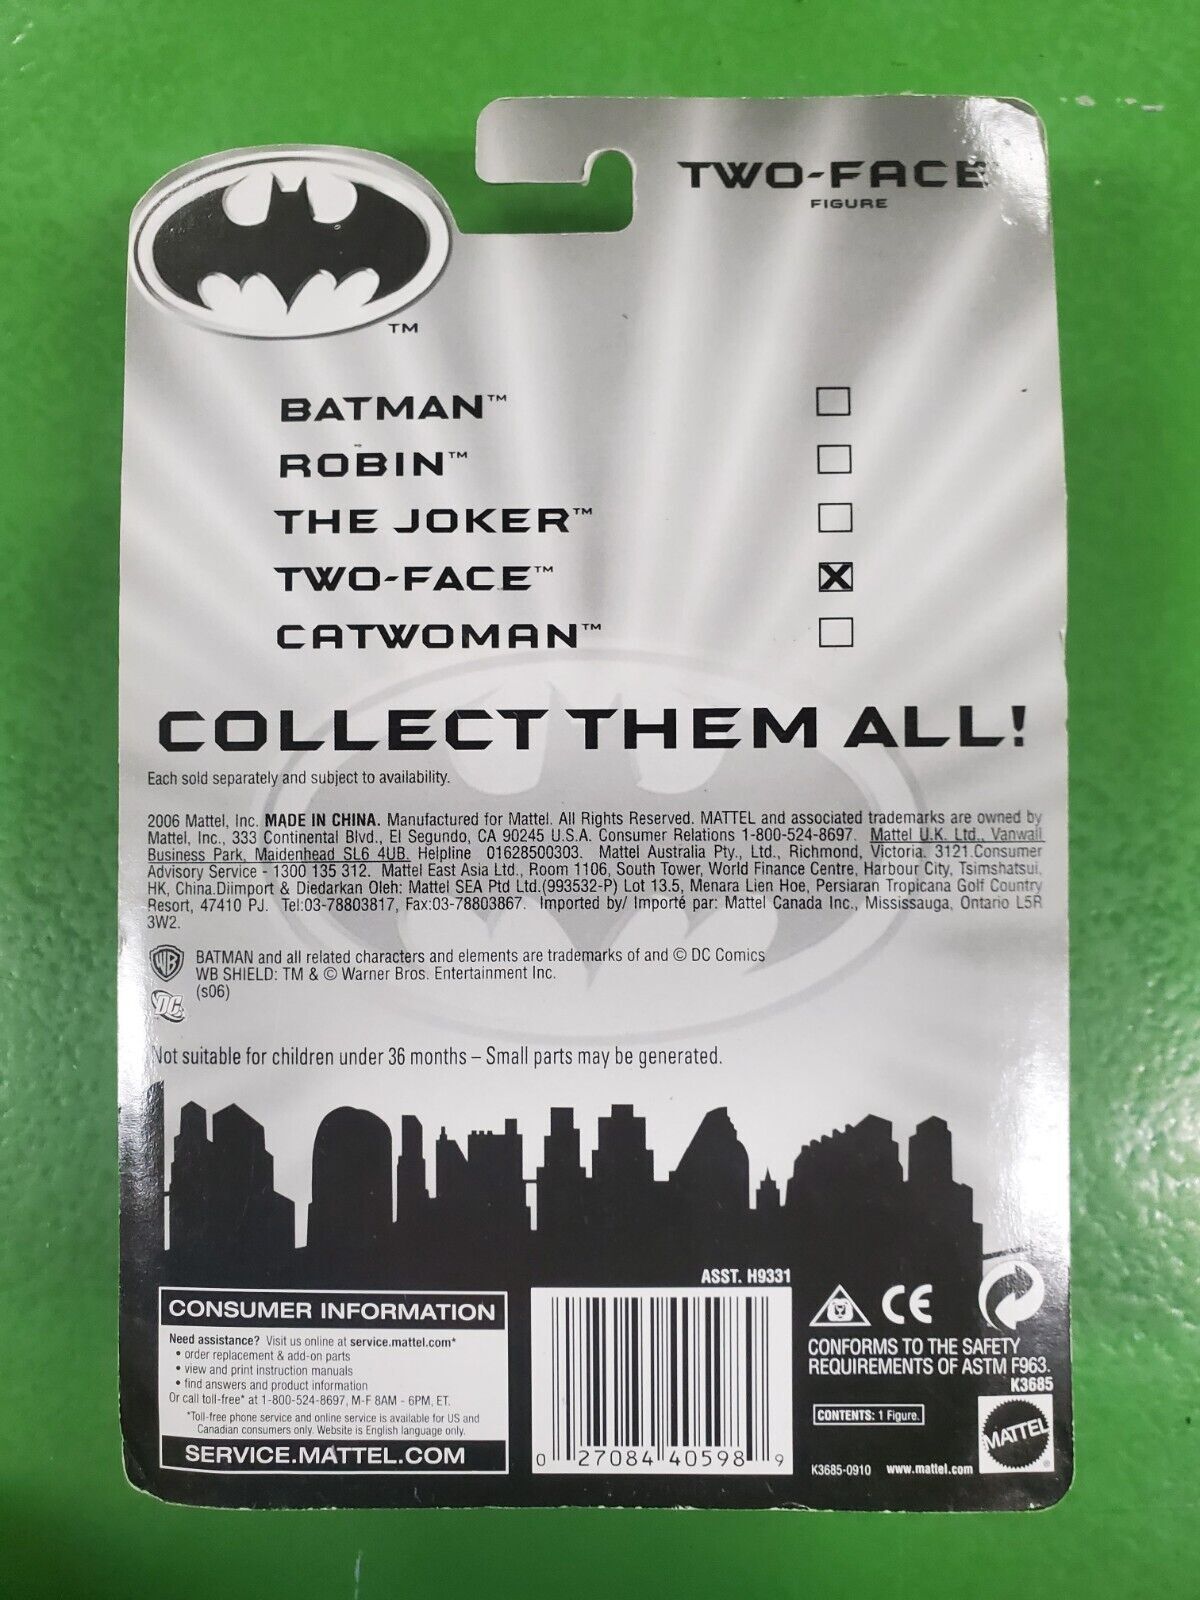 TWO-FACE
FIGURE
TM
BATMAN™
ROBIN™
THE JOKER™
TWO-FACE™
CATWOMAN™
COLLECT THEM ALL!
Each sold separately and subject to availability.
2006 Mattel, Inc. MADE IN CHINA. Manufactured for Mattel. All Rights Reserved. MATTEL and associated trademarks are owned by
Mattel, Inc., 333 Continental Blvd., El Segundo, CA 90245 U.S.A. Consumer Relations 1-800-524-8697. Mattel U.K. Ltd., Vanwall
Business Park, Maidenhead SL6 4UB. Helpline 01628500303. Mattel Australia Pty., Ltd., Richmond, Victoria. 3121.Consumer
Advisory Service - 1300 135 312. Mattel East Asia Ltd., Room 1106, South Tower, World Finance Centre, Harbour City, Tsimshatsui,
HK, China.Diimport & Diedarkan Oleh: Mattel SEA Ptd Ltd.(993532-P) Lot 13.5, Menara Lien Hoe, Persiaran Tropicana Golf Country
Resort, 47410 PJ. Tel:03-78803817, Fax:03-78803867. Imported by/ Importé par: Mattel Canada Inc., Mississauga, Ontario L5R
3W2.
WB
BATMAN and all related characters and elements are trademarks of and © DC Comics
WB SHIELD: TM & © Warner Bros. Entertainment Inc.
(s06)
DC
Not suitable for children under 36 months – Small parts may be generated.
ASST. H9331
CONSUMER INFORMATION
Need assistance? Visit us online at service.mattel.com*
• order replacement & add-on parts
• view and print instruction manuals
• find answers and product information
Or call toll-free* at 1-800-524-8697, M-F 8AM - 6PM, ET.
*Toll-free phone service and online service is available for US and
Canadian consumers only. Website is English language only.
SERVICE.MATTEL.COM
0 27084 40598 9
CE
CONFORMS TO THE SAFETY
REQUIREMENTS OF ASTM F963.
K3685
CONTENTS: 1 Figure.
MATTEL
K3685-0910 www.mattel.com